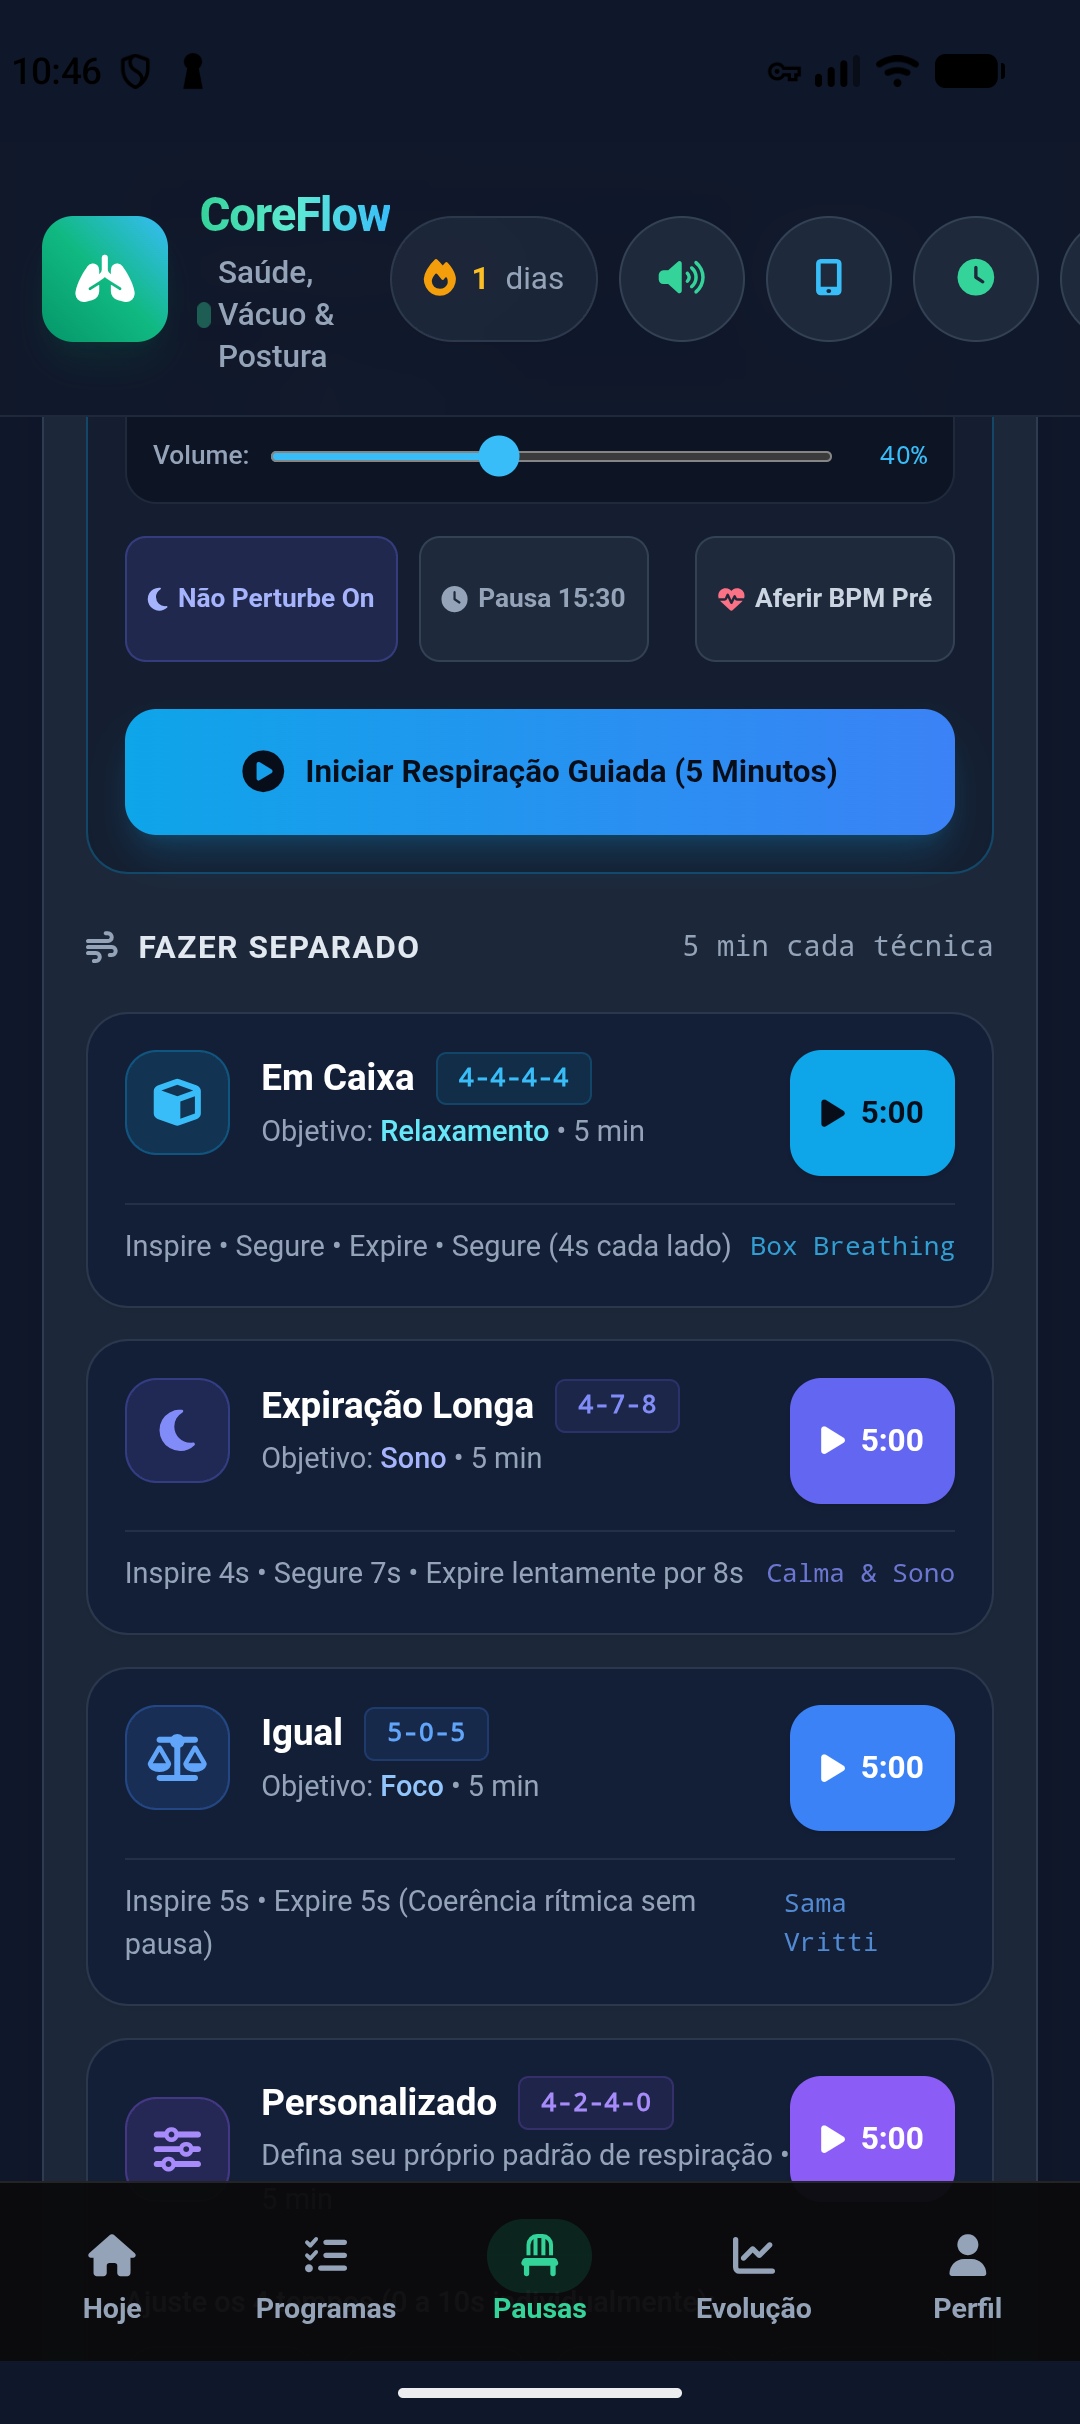 10:46
CoreFlow
Saúde,
Vácuo &
Postura
1 dias
Volume:
40%
Não Perturbe On
Pausa 15:30
Aferir BPM Pré
Iniciar Respiração Guiada (5 Minutos)
FAZER SEPARADO
5 min cada técnica
Em Caixa 4-4-4-4
Objetivo: Relaxamento • 5 min
5:00
Inspire • Segure • Expire • Segure (4s cada lado)
Box Breathing
Expiração Longa 4-7-8
Objetivo: Sono • 5 min
5:00
Inspire 4s • Segure 7s • Expire lentamente por 8s
Calma & Sono
Igual 5-0-5
Objetivo: Foco • 5 min
5:00
Inspire 5s • Expire 5s (Coerência rítmica sem
pausa)
Sama
Vritti
Personalizado 4-2-4-0
Defina seu próprio padrão de respiração •
5 min
5:00
Hoje
Programas
Pausas
Evolução
Perfil